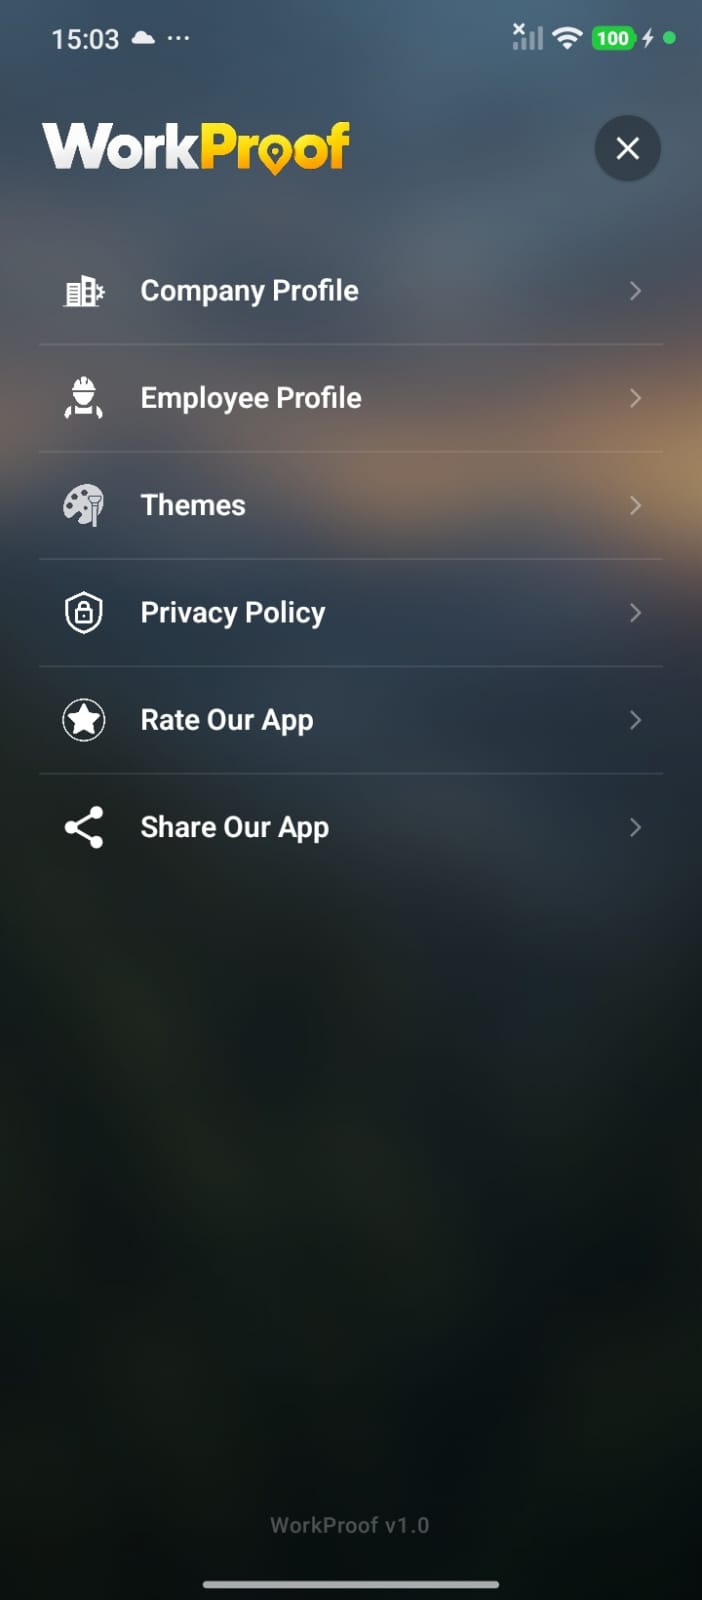 15:03
100
WorkProof
Company Profile
Employee Profile
Themes
Privacy Policy
Rate Our App
Share Our App
WorkProof v1.0